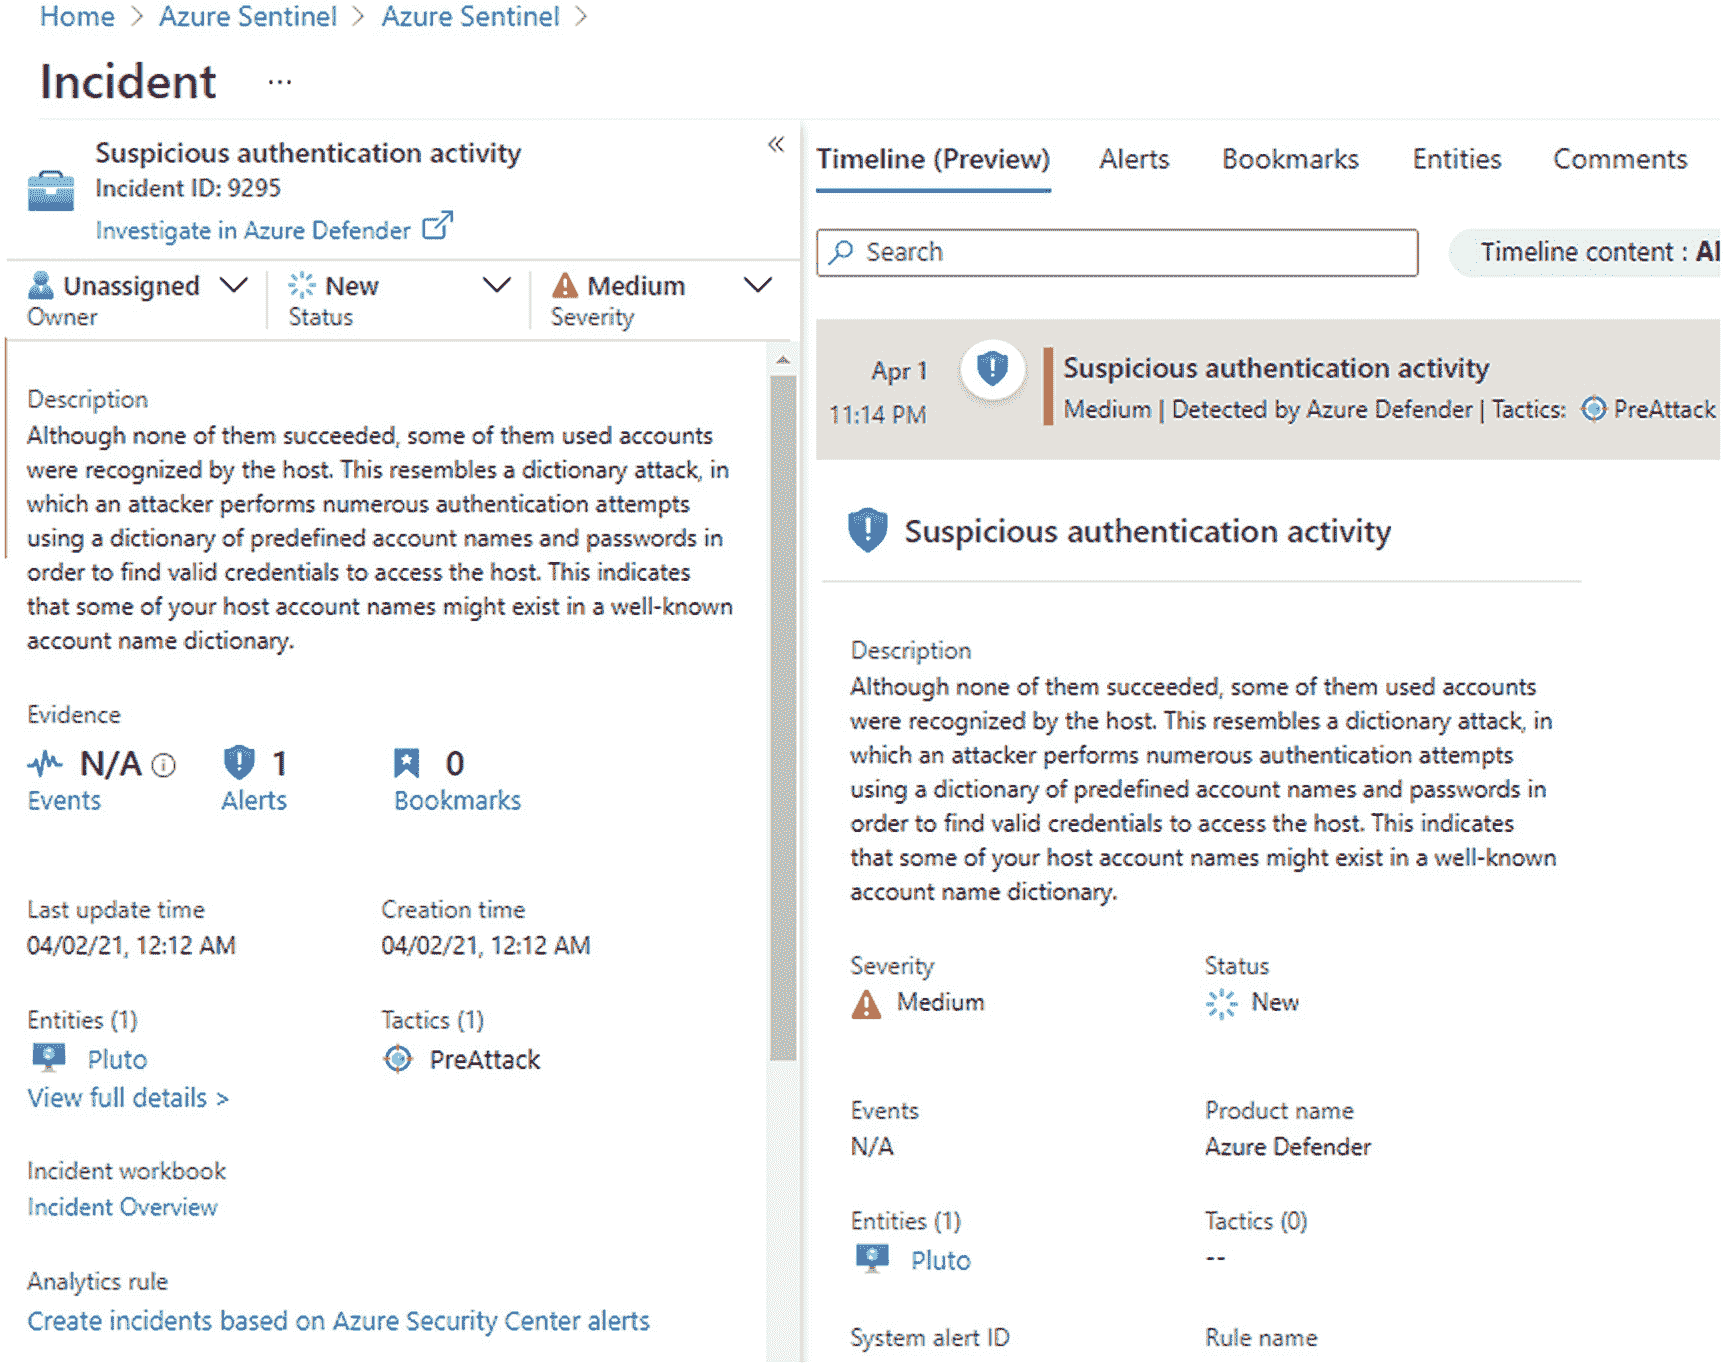 Home > Azure Sentinel > Azure Sentinel >
Incident ...
Suspicious authentication activity
Incident ID: 9295
Investigate in Azure Defender
Unassigned
Owner
New
Status
Medium
Severity
Description
Although none of them succeeded, some of them used accounts
were recognized by the host. This resembles a dictionary attack, in
which an attacker performs numerous authentication attempts
using a dictionary of predefined account names and passwords in
order to find valid credentials to access the host. This indicates
that some of your host account names might exist in a well-known
account name dictionary.
Evidence
N/A
Events
1
Alerts
0
Bookmarks
Last update time
04/02/21, 12:12 AM
Creation time
04/02/21, 12:12 AM
Entities (1)
Pluto
View full details >
Tactics (1)
PreAttack
Incident workbook
Incident Overview
Analytics rule
Create incidents based on Azure Security Center alerts
Timeline (Preview) Alerts Bookmarks Entities Comments
Search
Timeline content : Al
Apr 1
11:14 PM
Suspicious authentication activity
Medium | Detected by Azure Defender | Tactics: PreAttack
Suspicious authentication activity
Description
Although none of them succeeded, some of them used accounts
were recognized by the host. This resembles a dictionary attack, in
which an attacker performs numerous authentication attempts
using a dictionary of predefined account names and passwords in
order to find valid credentials to access the host. This indicates
that some of your host account names might exist in a well-known
account name dictionary.
Severity
Medium
Status
New
Events
N/A
Product name
Azure Defender
Entities (1)
Pluto
Tactics (0)
--
System alert ID
Rule name